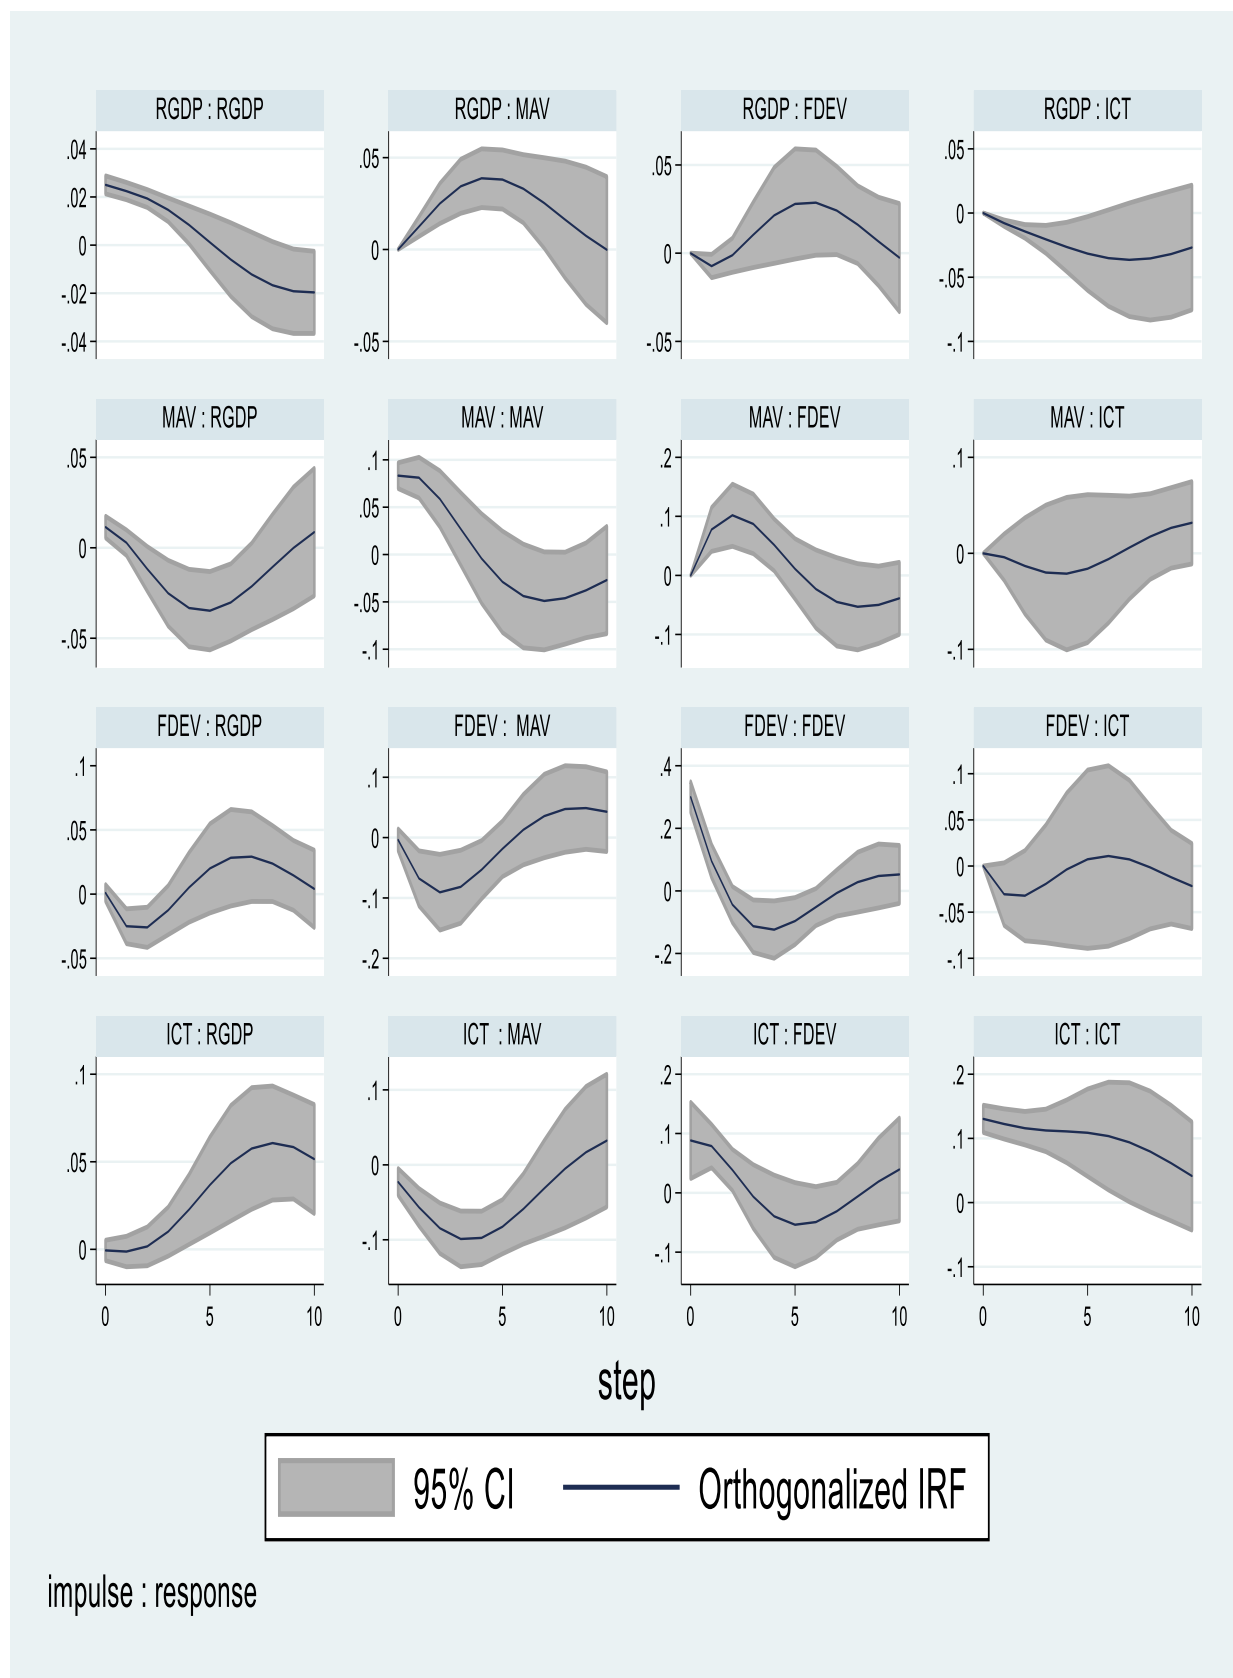 RGDP : RGDP
RGDP : MAV
RGDP : FDEV
RGDP : ICT
.04
.02
0
-.02
-.04
.05
0
-.05
.05
0
-.05
.05
0
-.05
-.1
MAV : RGDP
MAV : MAV
MAV : FDEV
MAV : ICT
.05
0
-.05
.1
.05
0
-.05
-.1
.2
.1
0
-.1
.1
0
-.1
FDEV : RGDP
FDEV : MAV
FDEV : FDEV
FDEV : ICT
.1
.05
0
-.05
.1
0
-.1
-.2
.4
.2
0
-.2
.1
.05
0
-.05
-.1
ICT : RGDP
ICT : MAV
ICT : FDEV
ICT : ICT
.1
.05
0
.1
0
-.1
.2
.1
0
-.1
.2
.1
0
-.1
0 5 10
0 5 10
0 5 10
0 5 10
step
95% CI
Orthogonalized IRF
impulse : response